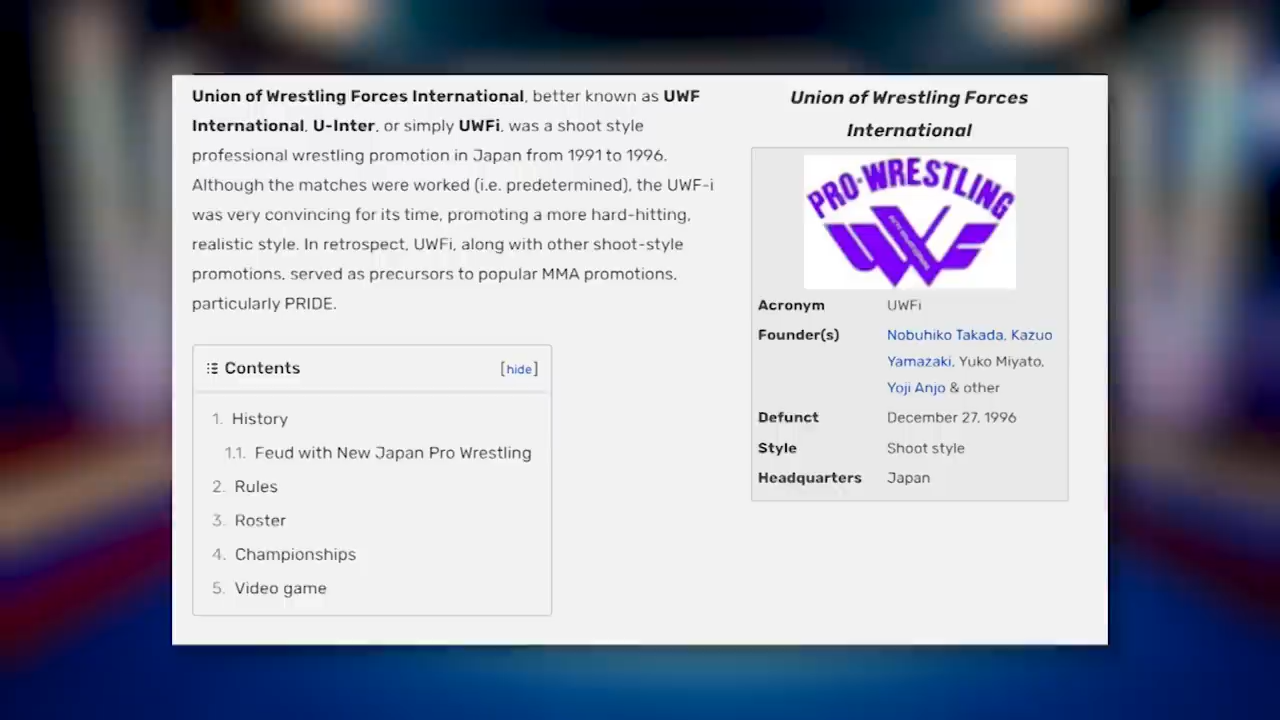 Union of Wrestling Forces International, better known as UWF
International, U-Inter, or simply UWFi, was a shoot style
professional wrestling promotion in Japan from 1991 to 1996.
Although the matches were worked (i.e. predetermined), the UWF-i
was very convincing for its time, promoting a more hard-hitting,
realistic style. In retrospect, UWFi, along with other shoot-style
promotions, served as precursors to popular MMA promotions,
particularly PRIDE.
Contents [hide]
1. History
1.1. Feud with New Japan Pro Wrestling
2. Rules
3. Roster
4. Championships
5. Video game
Union of Wrestling Forces
International
PRO-WRESTLING
UWF
Acronym UWFi
Founder(s) Nobuhiko Takada, Kazuo
Yamazaki, Yuko Miyato,
Yoji Anjo & other
Defunct December 27, 1996
Style Shoot style
Headquarters Japan